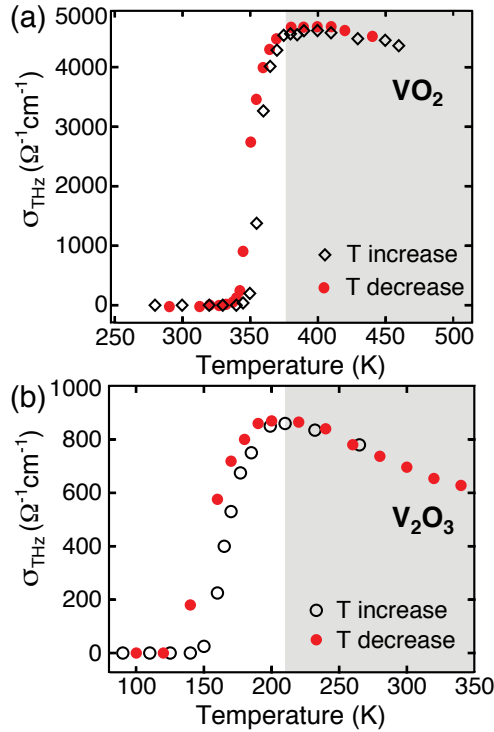 (a)
5000
4000
3000
2000
1000
0
σTHz (Ω⁻¹cm⁻¹)
VO₂
T increase
T decrease
250 300 350 400 450 500
Temperature (K)
(b)
1000
800
600
400
200
0
σTHz (Ω⁻¹cm⁻¹)
V₂O₃
T increase
T decrease
100 150 200 250 300 350
Temperature (K)